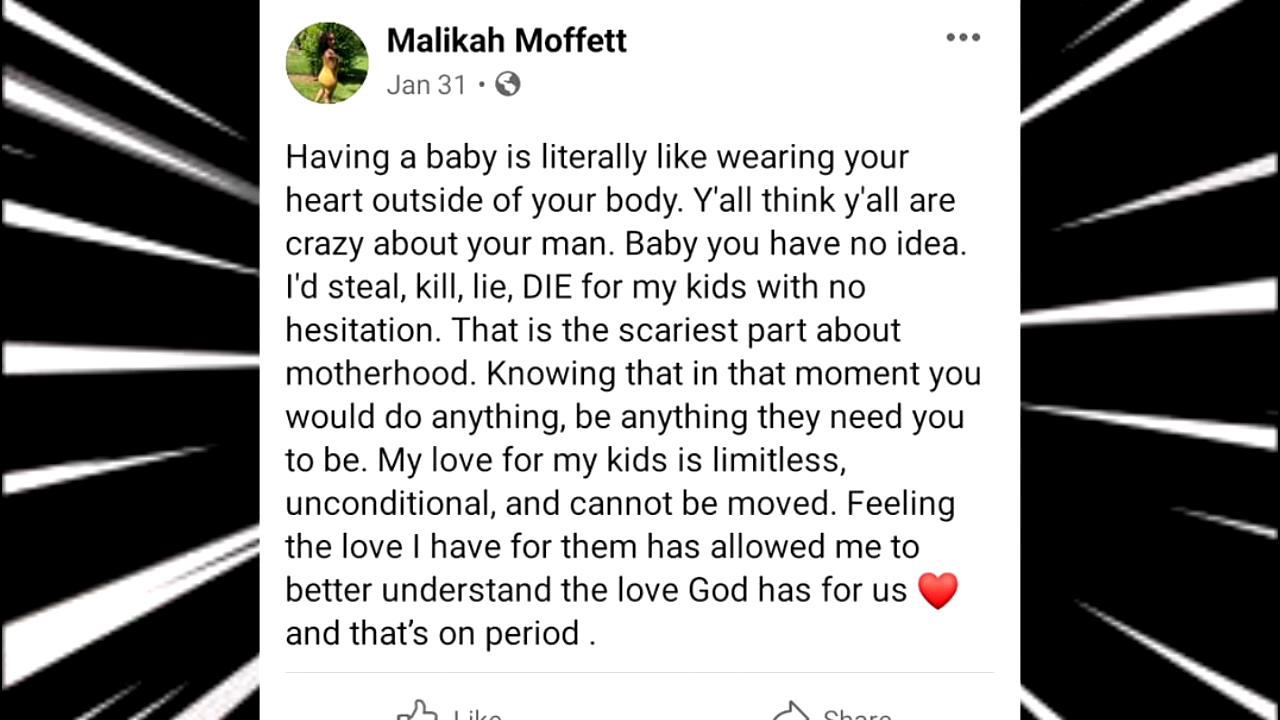 Malikah Moffett
Jan 31 •
Having a baby is literally like wearing your
heart outside of your body. Y'all think y'all are
crazy about your man. Baby you have no idea.
I'd steal, kill, lie, DIE for my kids with no
hesitation. That is the scariest part about
motherhood. Knowing that in that moment you
would do anything, be anything they need you
to be. My love for my kids is limitless,
unconditional, and cannot be moved. Feeling
the love I have for them has allowed me to
better understand the love God has for us ❤️
and that’s on period .
Like Share